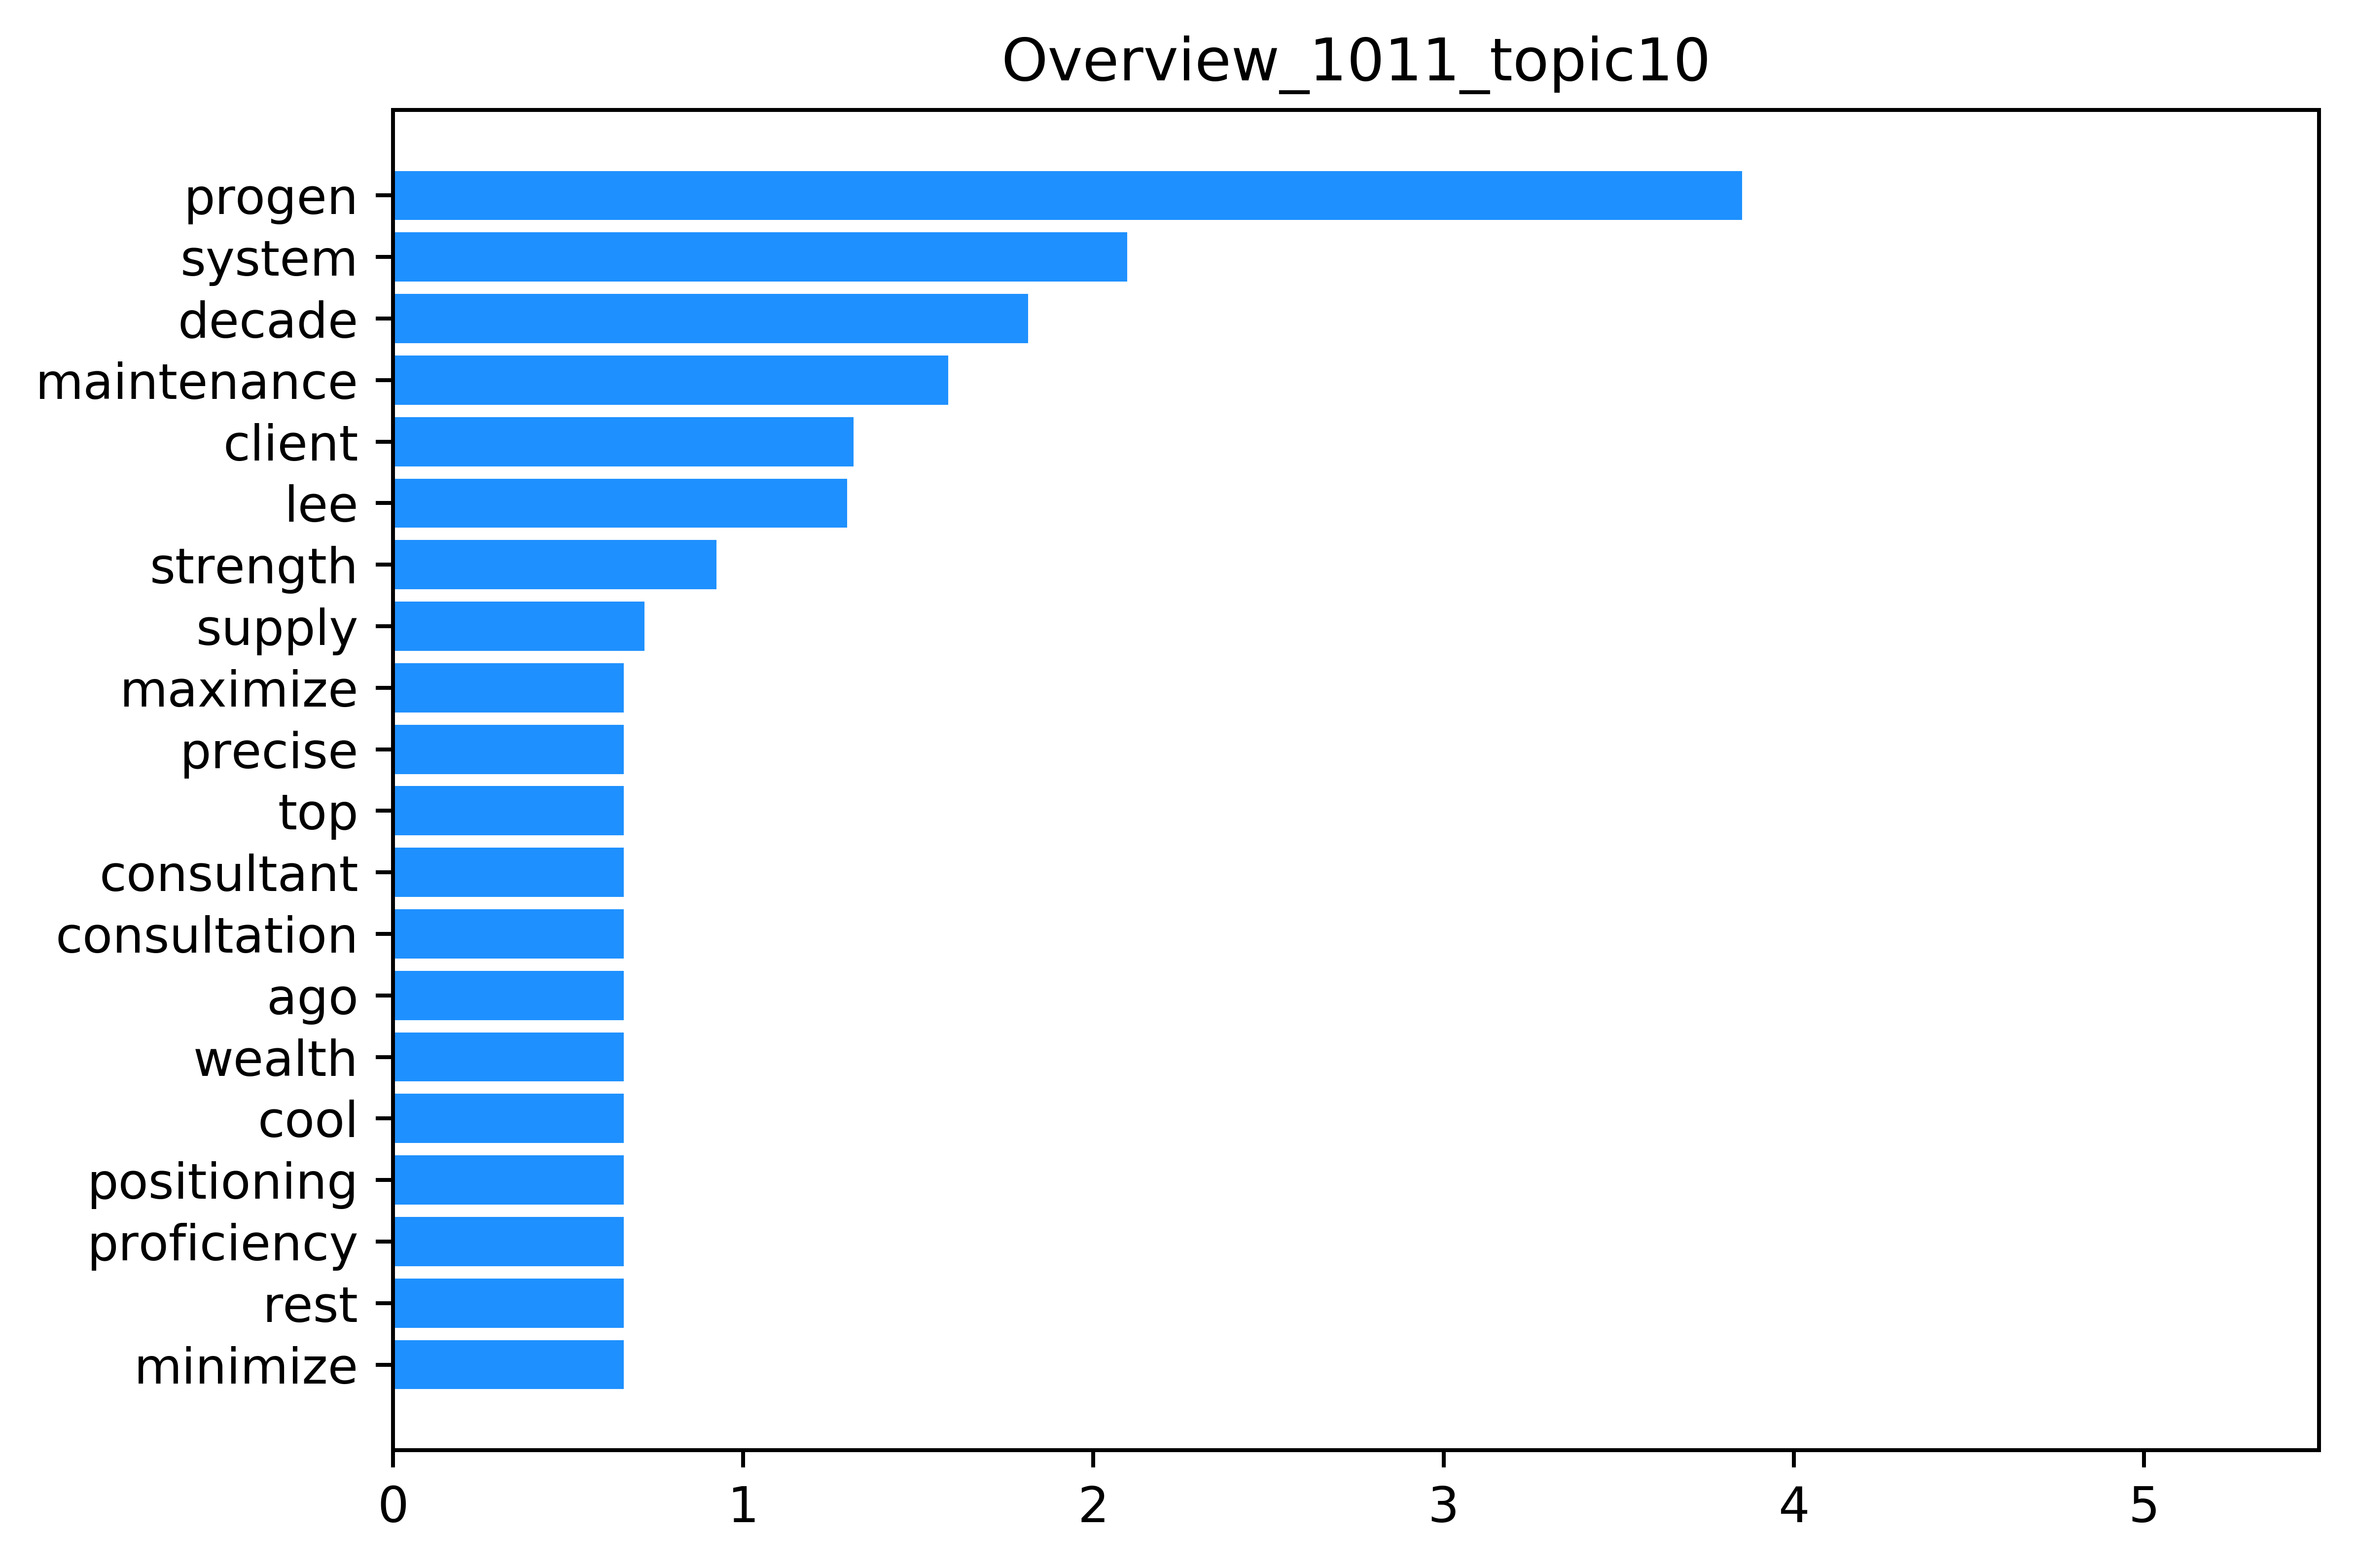 Overview_1011_topic10
progen
system
decade
maintenance
client
lee
strength
supply
maximize
precise
top
consultant
consultation
ago
wealth
cool
positioning
proficiency
rest
minimize
0 1 2 3 4 5